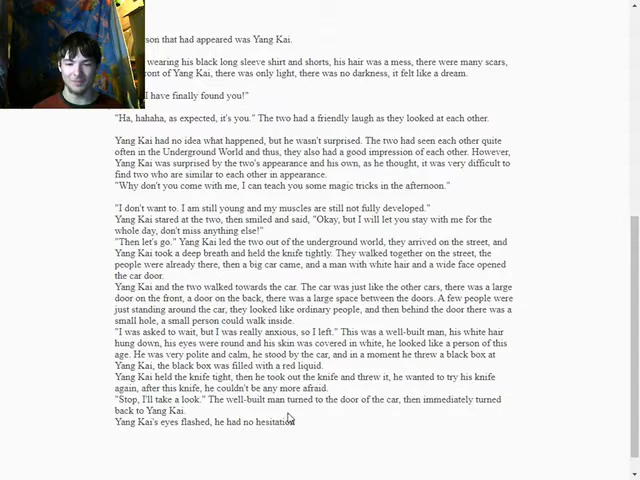 son that had appeared was Yang Kai.
wearing his black long sleeve shirt and shorts, his hair was a mess, there were many scars,
ront of Yang Kai, there was only light, there was no darkness, it felt like a dream.
I have finally found you!"
"Ha, hahaha, as expected, it's you." The two had a friendly laugh as they looked at each other.
Yang Kai had no idea what happened, but he wasn't surprised. The two had seen each other quite
often in the Underground World and thus, they also had a good impression of each other. However,
Yang Kai was surprised by the two's appearance and his own, as he thought, it was very difficult to
find two who are similar to each other in appearance.
"Why don't you come with me, I can teach you some magic tricks in the afternoon."
"I don't want to. I am still young and my muscles are still not fully developed."
Yang Kai stared at the two, then smiled and said, "Okay, but I will let you stay with me for the
whole day, don't miss anything else!"
"Then let's go." Yang Kai led the two out of the underground world, they arrived on the street, and
Yang Kai took a deep breath and held the knife tightly. They walked together on the street, the
people were already there, then a big car came, and a man with white hair and a wide face opened
the car door.
Yang Kai and the two walked towards the car. The car was just like the other cars, there was a large
door on the front, a door on the back, there was a large space between the doors. A few people were
just standing around the car, they looked like ordinary people, and then behind the door there was a
small hole, a small person could walk inside.
"I was asked to wait, but I was really anxious, so I left." This was a well-built man, his white hair
hung down, his eyes were round and his skin was covered in white, he looked like a person of this
age. He was very polite and calm, he stood by the car, and in a moment he threw a black box at
Yang Kai, the black box was filled with a red liquid.
Yang Kai held the knife tight, then he took out the knife and threw it, he wanted to try his knife
again, after this knife, he couldn't be any more afraid.
"Stop, I'll take a look." The well-built man turned to the door of the car, then immediately turned
back to Yang Kai.
Yang Kai's eyes flashed, he had no hesitation